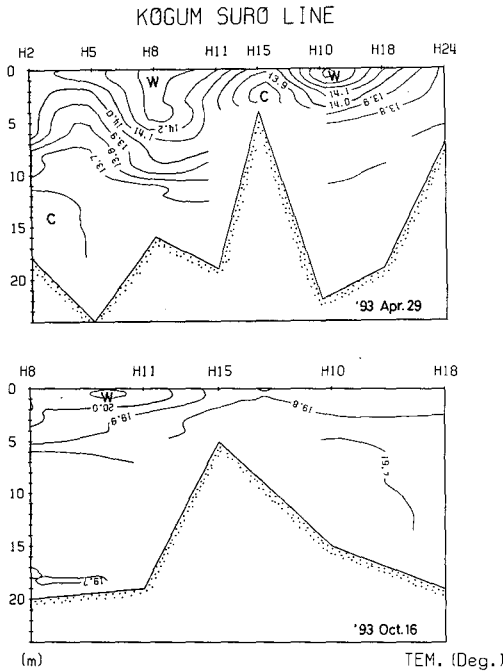 KOGUM SURO LINE
H2 H5 H8 H11 H15 H10 H18 H24
0
5
10
15
20
W
W
C
C
14.0
13.9
13.8
13.7
14.1
14.2
13.9
14.1
14.0
13.9
13.8
'93 Apr.29
H8 H11 H15 H10 H18
0
5
10
15
20
W
20.0
19.9
19.8
19.7
19.7
'93 Oct.16
(m) TEM. (Deg.)